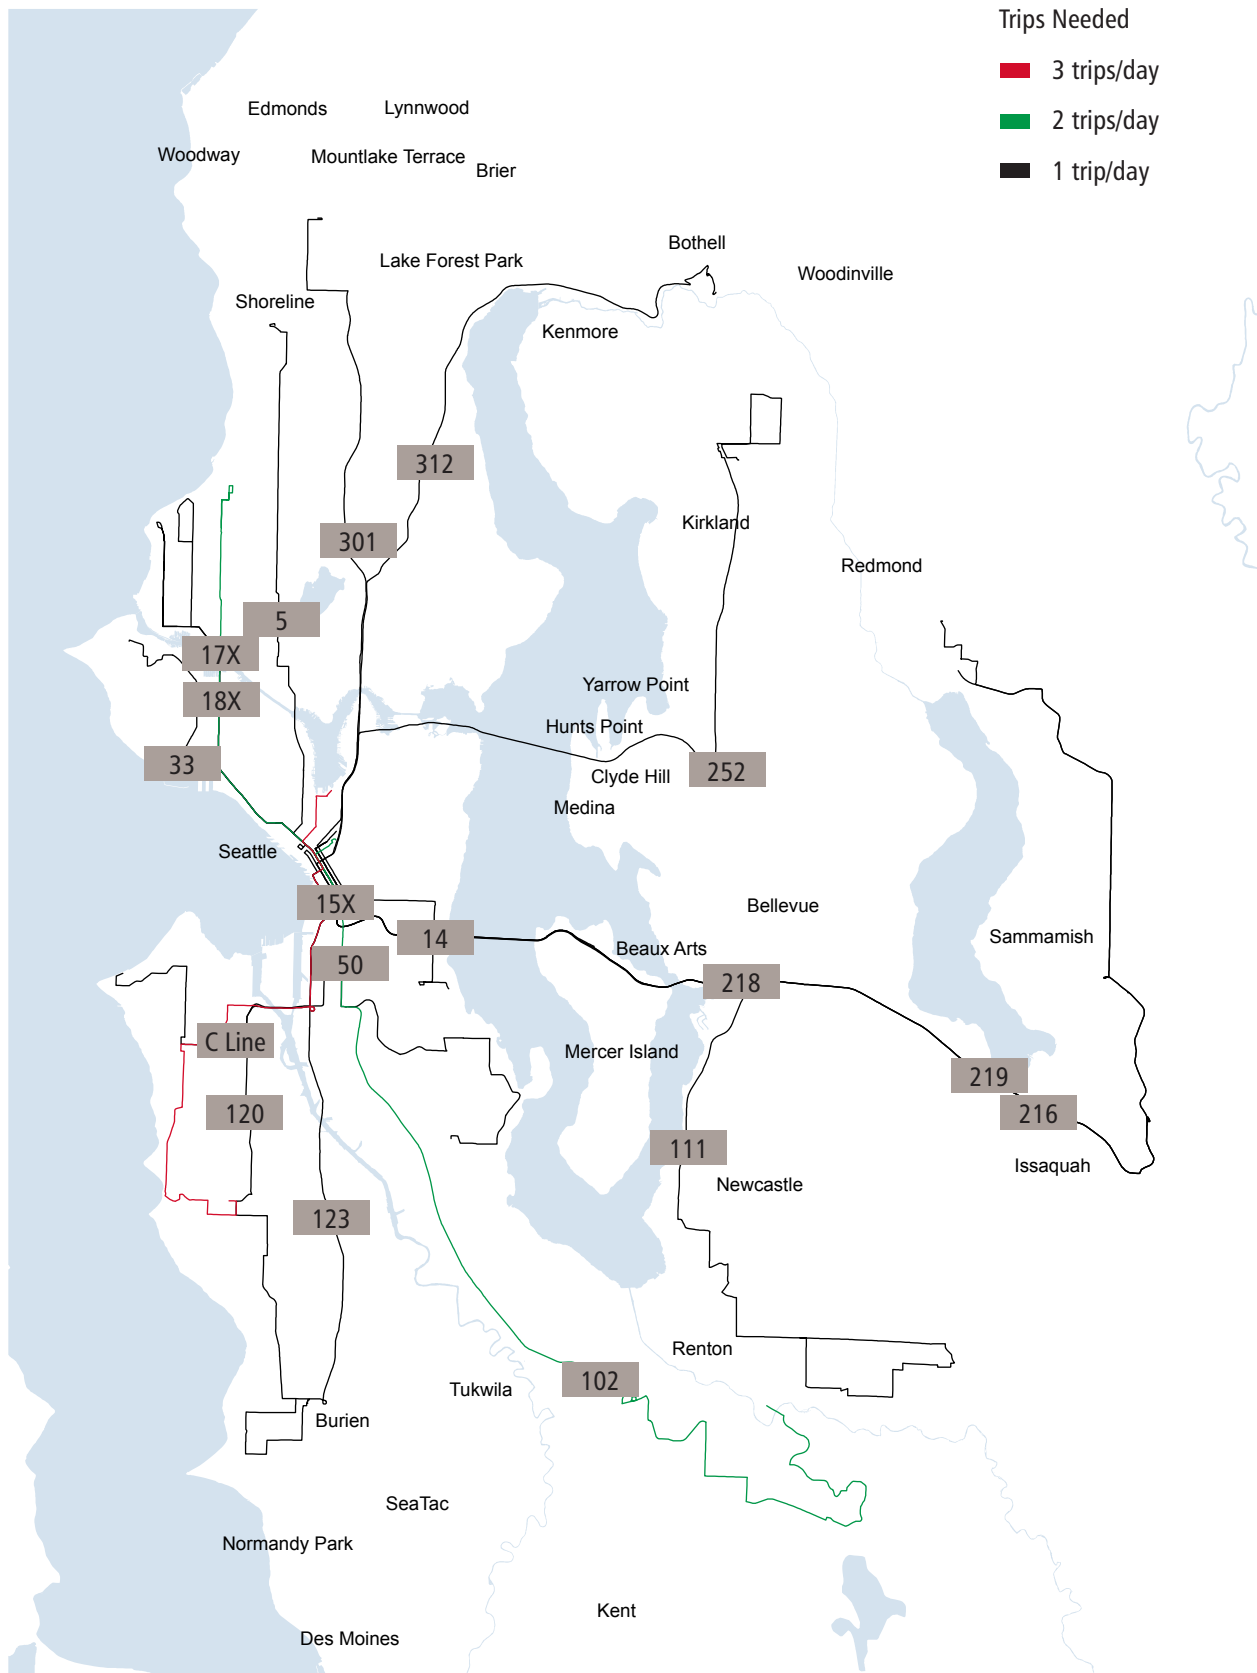 Trips Needed
3 trips/day
2 trips/day
1 trip/day
Edmonds
Lynnwood
Woodway
Mountlake Terrace
Brier
Bothell
Lake Forest Park
Woodinville
Shoreline
Kenmore
312
Kirkland
301
Redmond
5
17X
Yarrow Point
18X
Hunts Point
33
252
Clyde Hill
Medina
Seattle
15X
Bellevue
14
Sammamish
Beaux Arts
50
218
C Line
Mercer Island
219
120
216
111
Issaquah
Newcastle
123
Renton
102
Tukwila
Burien
SeaTac
Normandy Park
Kent
Des Moines